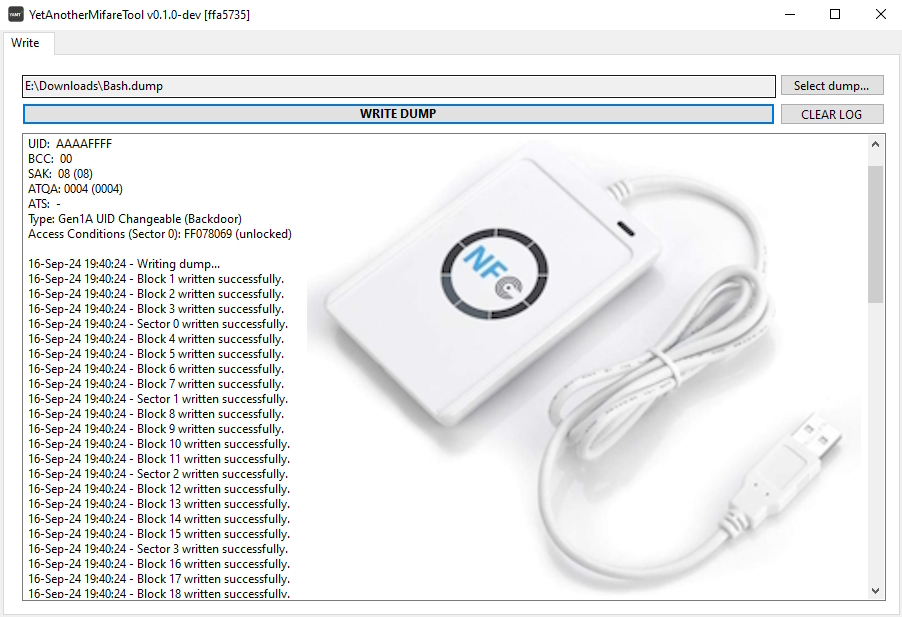 YetAnotherMifareTool v0.1.0-dev [ffa5735]
Write
E:\Downloads\Bash.dump
Select dump...
WRITE DUMP
CLEAR LOG
UID: AAAAFFFF
BCC: 00
SAK: 08 (08)
ATQA: 0004 (0004)
ATS: -
Type: Gen1A UID Changeable (Backdoor)
Access Conditions (Sector 0): FF078069 (unlocked)
16-Sep-24 19:40:24 - Writing dump...
16-Sep-24 19:40:24 - Block 1 written successfully.
16-Sep-24 19:40:24 - Block 2 written successfully.
16-Sep-24 19:40:24 - Block 3 written successfully.
16-Sep-24 19:40:24 - Sector 0 written successfully.
16-Sep-24 19:40:24 - Block 4 written successfully.
16-Sep-24 19:40:24 - Block 5 written successfully.
16-Sep-24 19:40:24 - Block 6 written successfully.
16-Sep-24 19:40:24 - Block 7 written successfully.
16-Sep-24 19:40:24 - Sector 1 written successfully.
16-Sep-24 19:40:24 - Block 8 written successfully.
16-Sep-24 19:40:24 - Block 9 written successfully.
16-Sep-24 19:40:24 - Block 10 written successfully.
16-Sep-24 19:40:24 - Block 11 written successfully.
16-Sep-24 19:40:24 - Sector 2 written successfully.
16-Sep-24 19:40:24 - Block 12 written successfully.
16-Sep-24 19:40:24 - Block 13 written successfully.
16-Sep-24 19:40:24 - Block 14 written successfully.
16-Sep-24 19:40:24 - Block 15 written successfully.
16-Sep-24 19:40:24 - Sector 3 written successfully.
16-Sep-24 19:40:24 - Block 16 written successfully.
16-Sep-24 19:40:24 - Block 17 written successfully.
16-Sep-24 19:40:24 - Block 18 written successfully.
NFC